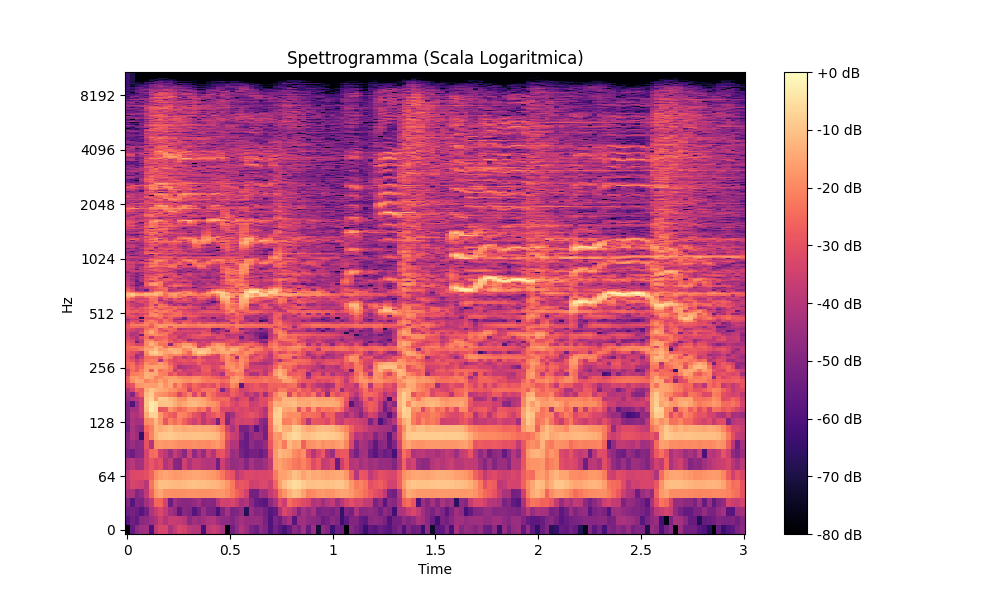 Spettrogramma (Scala Logaritmica)
Hz
8192
4096
2048
1024
512
256
128
64
0
0 0.5 1 1.5 2 2.5 3
Time
+0 dB
-10 dB
-20 dB
-30 dB
-40 dB
-50 dB
-60 dB
-70 dB
-80 dB